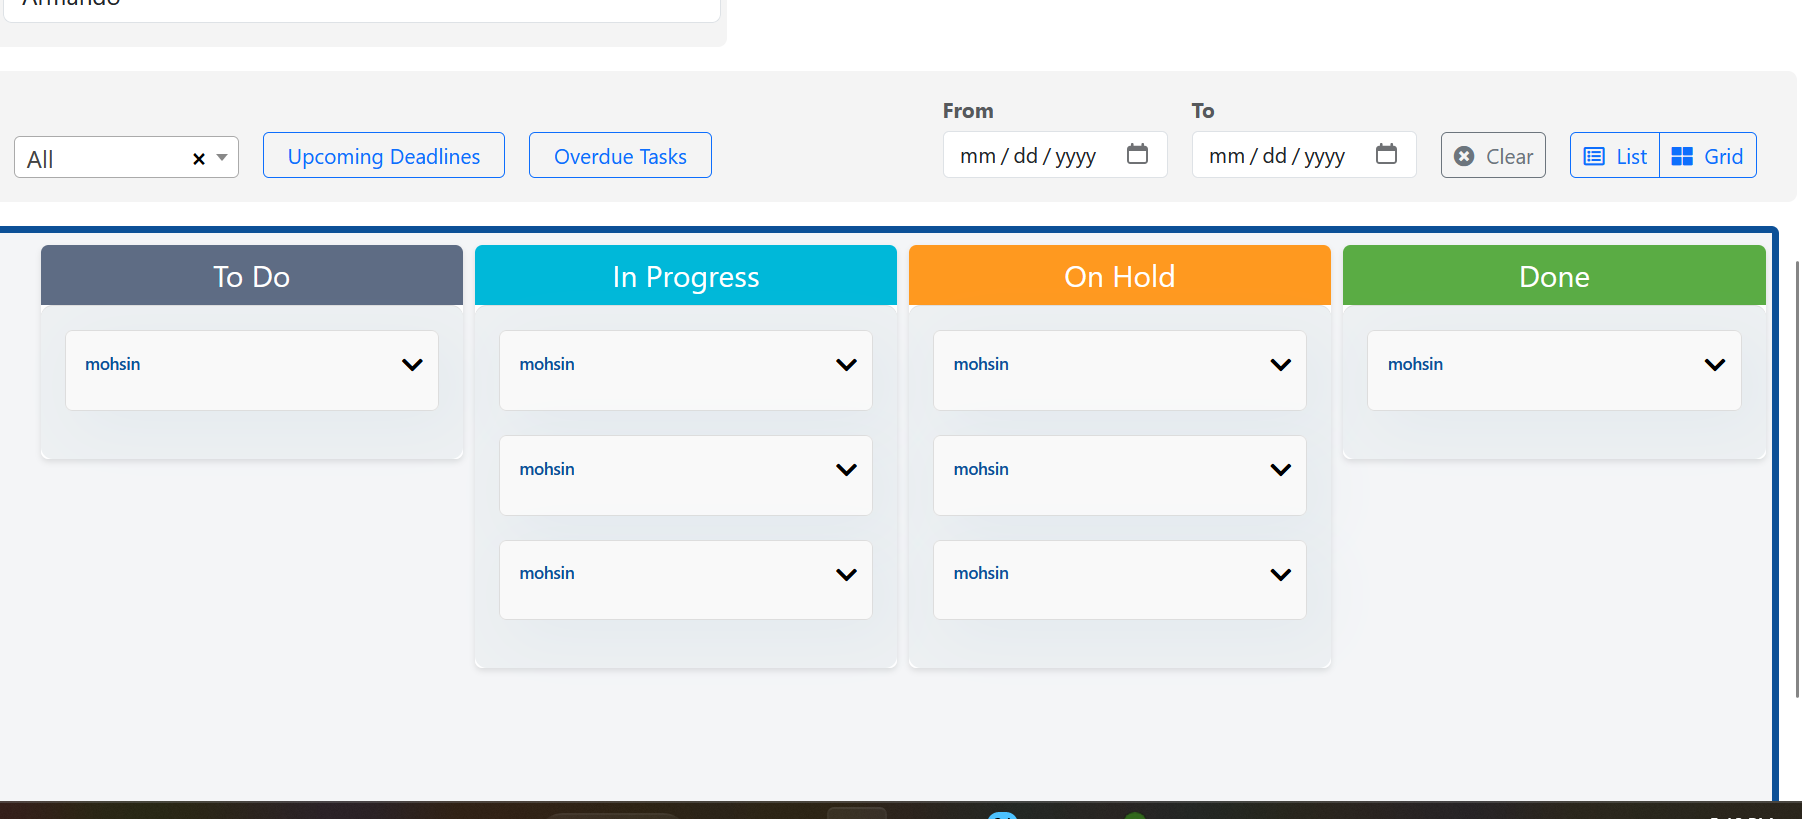 Armando
From To
All Upcoming Deadlines Overdue Tasks mm/dd/yyyy mm/dd/yyyy Clear List Grid
To Do In Progress On Hold Done
mohsin mohsin mohsin mohsin
mohsin mohsin
mohsin mohsin